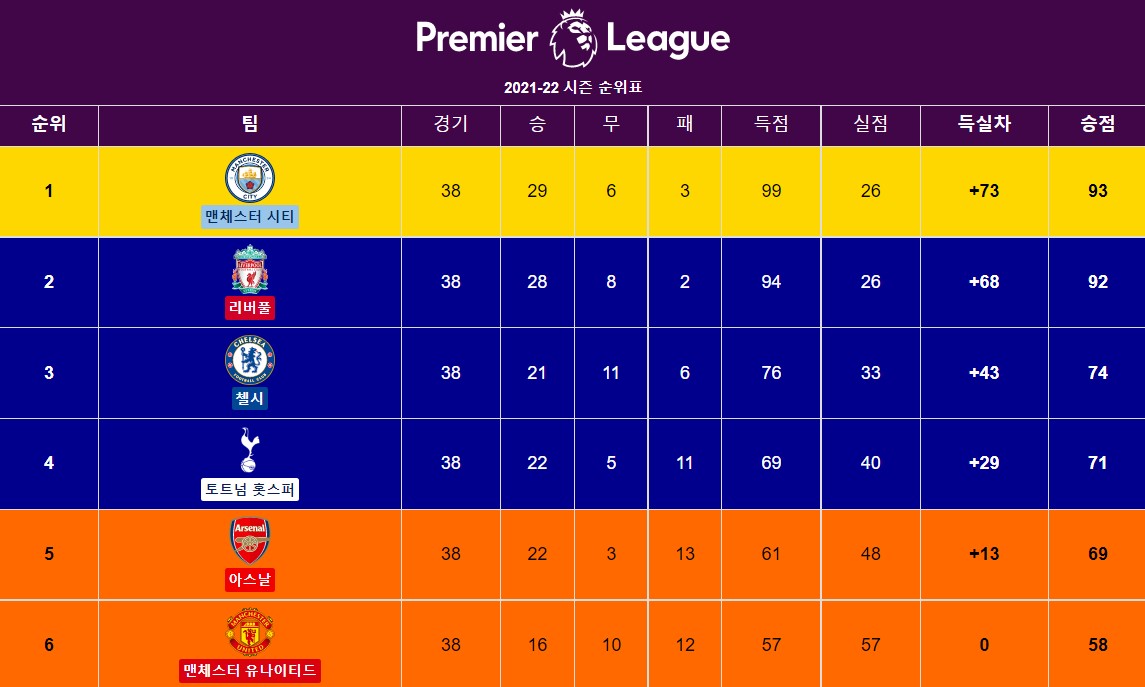 Premier League
2021-22 시즌 순위표
순위 팀 경기 승 무 패 득점 실점 득실차 승점
MANCHESTER
CITY
1 38 29 6 3 99 26 +73 93
맨체스터 시티
LIVERPOOL
2 38 28 8 2 94 26 +68 92
리버풀
CHELSEA
FOOTBALL CLUB
3 38 21 11 6 76 33 +43 74
첼시
4 38 22 5 11 69 40 +29 71
토트넘 홋스퍼
Arsenal
5 38 22 3 13 61 48 +13 69
아스날
MANCHESTER
UNITED
6 38 16 10 12 57 57 0 58
맨체스터 유나이티드